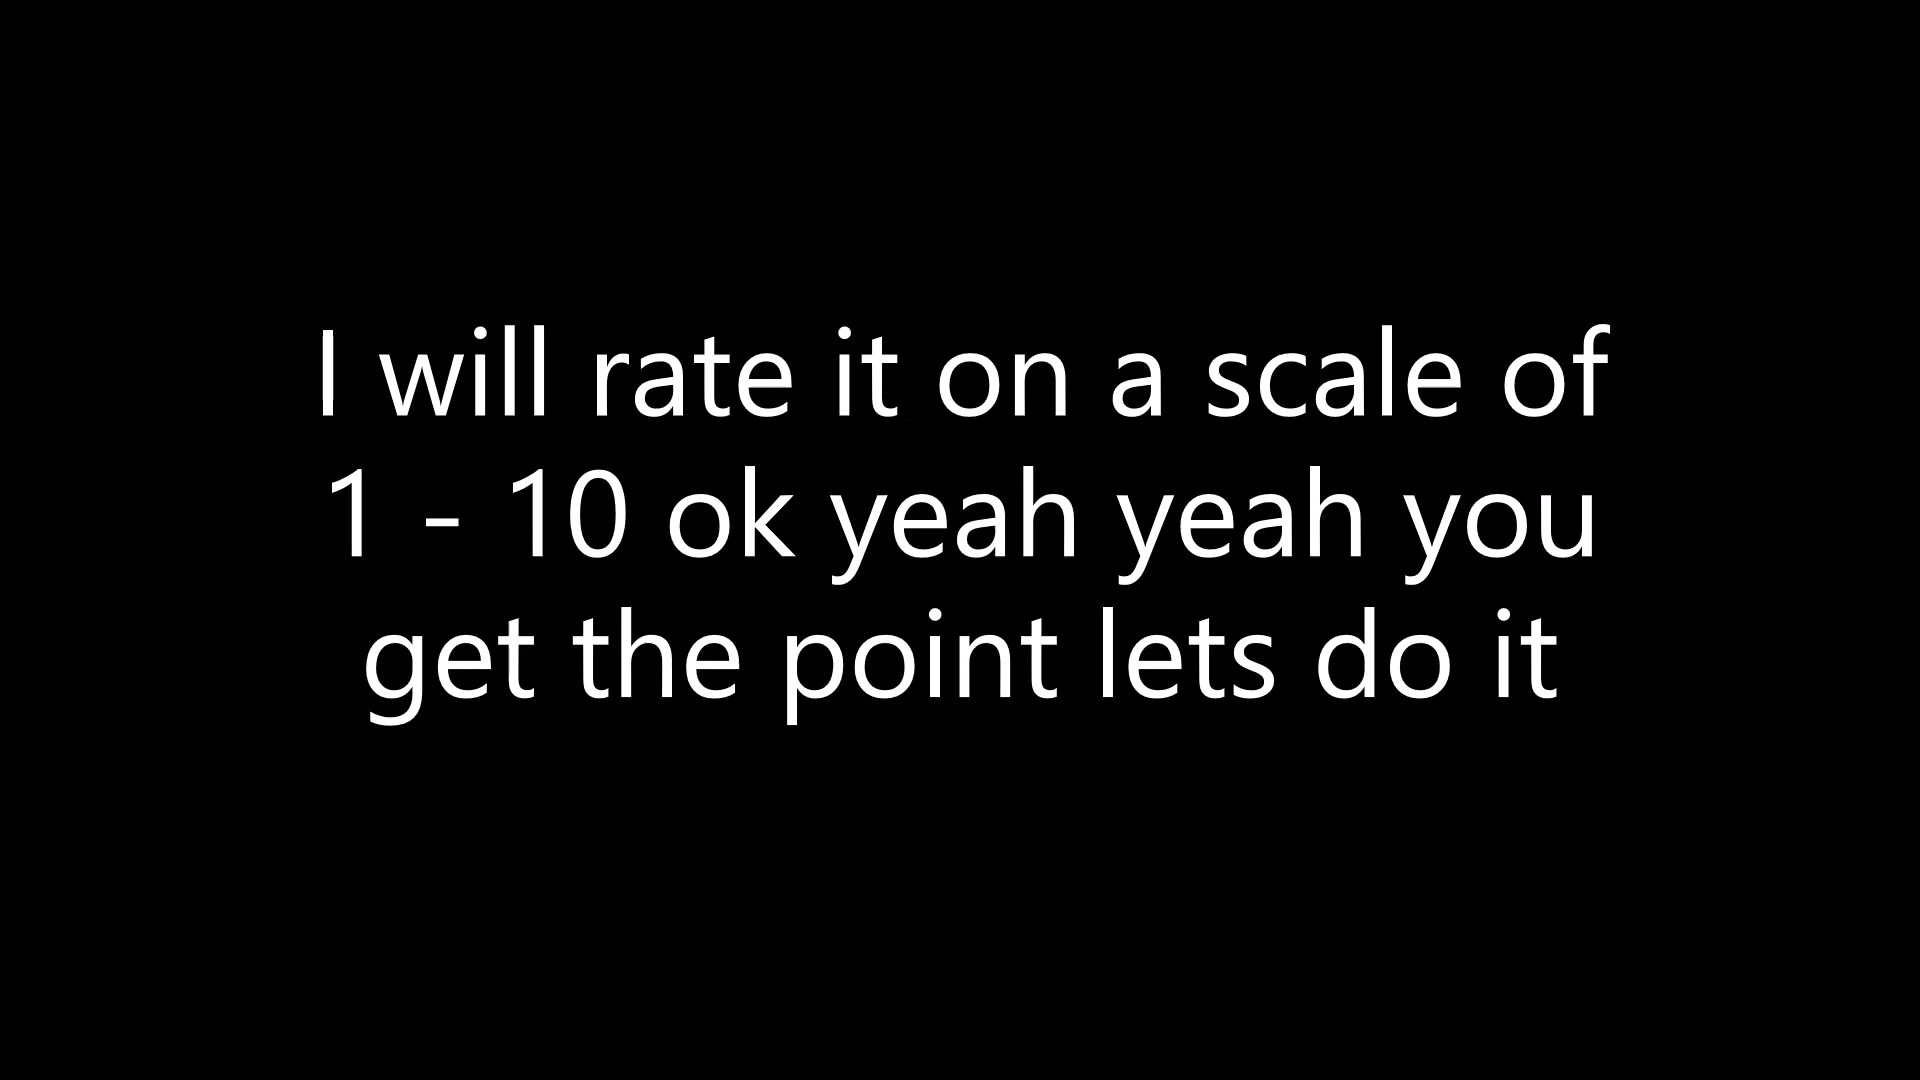 I will rate it on a scale of
1 - 10 ok yeah yeah you
get the point lets do it